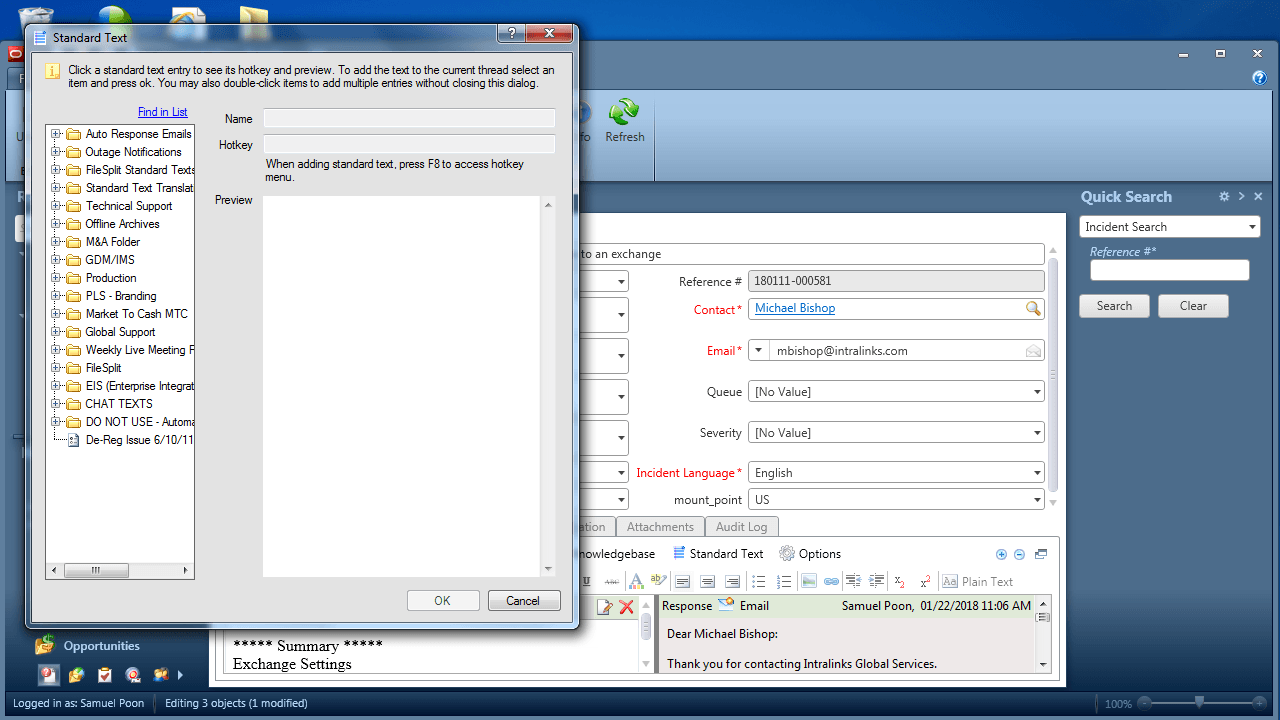 Standard Text
?
Click a standard text entry to see its hotkey and preview. To add the text to the current thread select an
item and press ok. You may also double-click items to add multiple entries without closing this dialog.
Find in List
Auto Response Emails
Outage Notifications
FileSplit Standard Texts
Standard Text Translat
Technical Support
Offline Archives
M&A Folder
GDM/IMS
Production
PLS - Branding
Market To Cash MTC
Global Support
Weekly Live Meeting F
FileSplit
EIS (Enterprise Integrat
CHAT TEXTS
DO NOT USE - Automa
De-Reg Issue 6/10/11
Name
Hotkey
When adding standard text, press F8 to access hotkey
menu.
Preview
OK
Cancel
fo
Refresh
to an exchange
Reference # 180111-000581
Contact * Michael Bishop
Email * mbishop@intralinks.com
Queue [No Value]
Severity [No Value]
Incident Language * English
mount_point US
ation
Attachments
Audit Log
nowledgebase
Standard Text
Options
Plain Text
Response Email Samuel Poon, 01/22/2018 11:06 AM
Dear Michael Bishop:
Thank you for contacting Intralinks Global Services.
***** Summary *****
Exchange Settings
Quick Search
Incident Search
Reference #*
Search
Clear
Opportunities
Logged in as: Samuel Poon
Editing 3 objects (1 modified)
100%